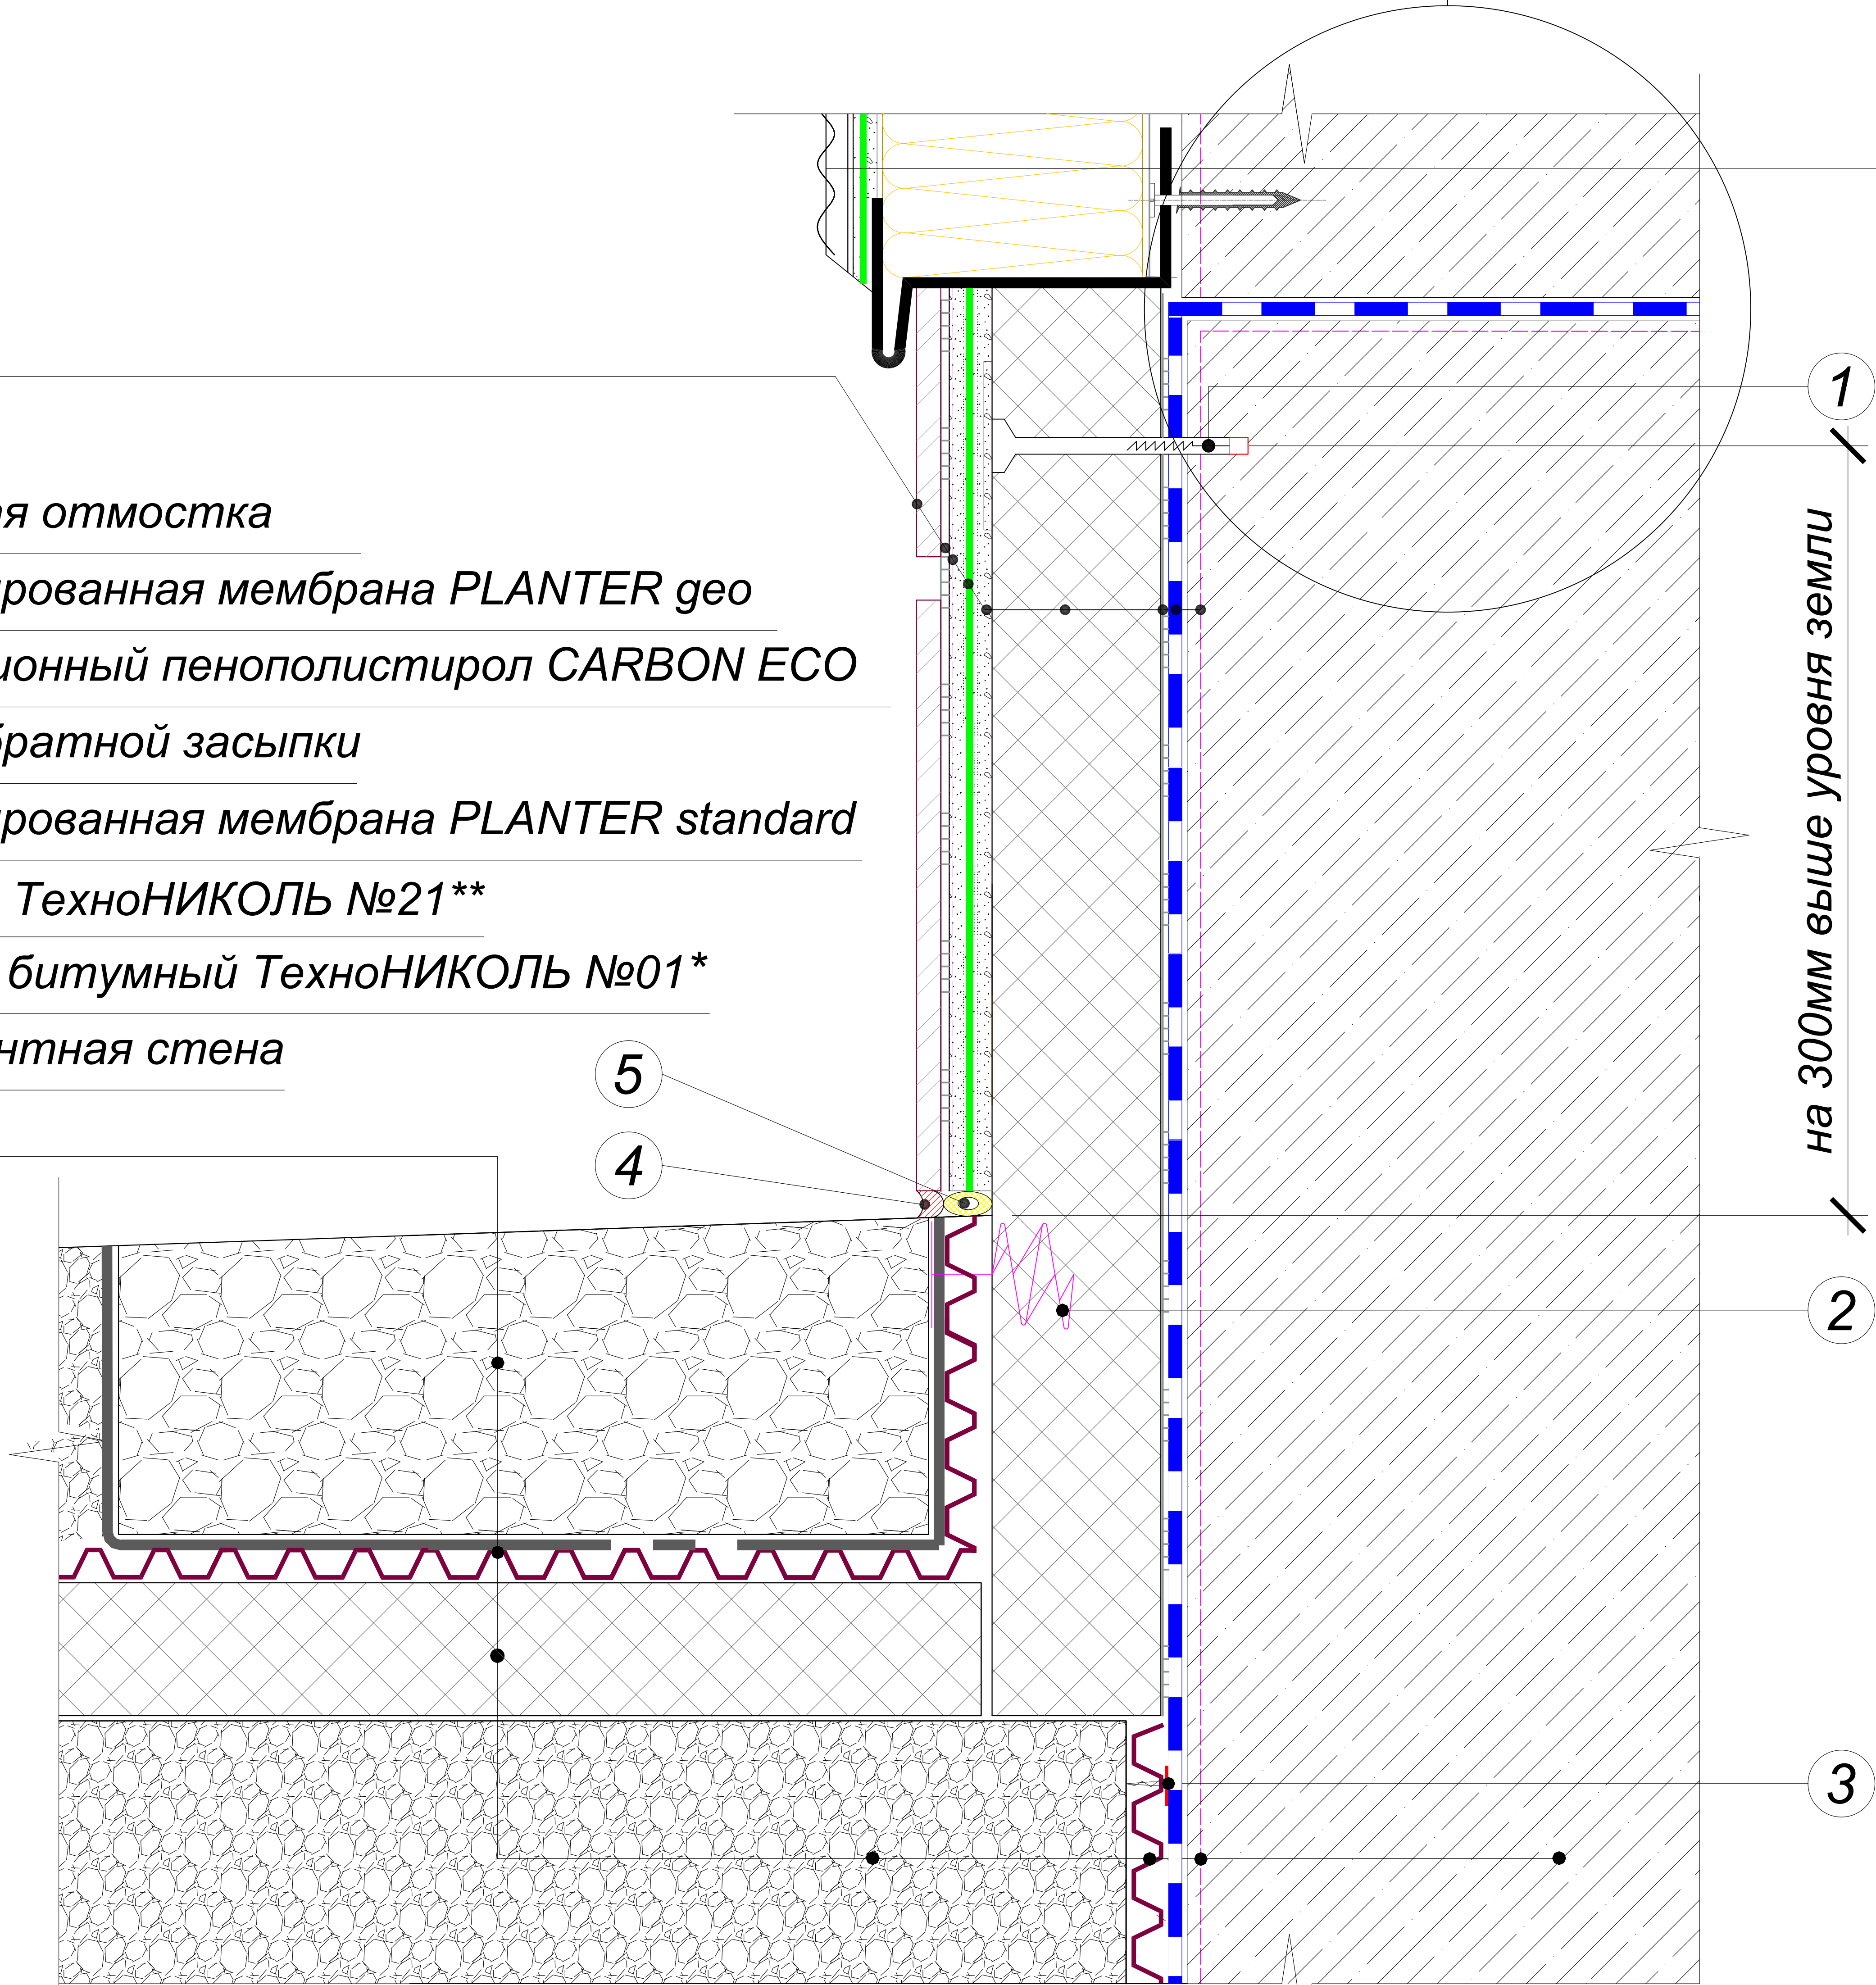 ая отмостка
ированная мембрана PLANTER geo
ионный пенополистирол CARBON ECO
братной засыпки
ированная мембрана PLANTER standard
ТехноНИКОЛЬ №21**
битумный ТехноНИКОЛЬ №01*
нтная стена
5
4
1
на 300мм выше уровня земли
2
3